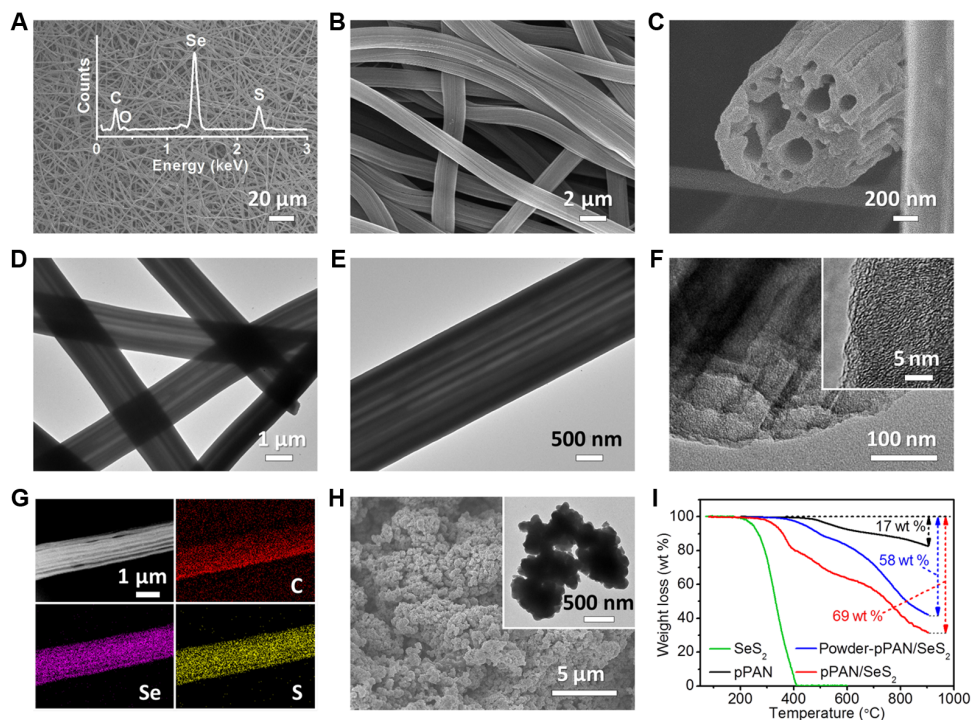 A
Counts
C
O
Se
S
0 1 2 3
Energy (keV)
20 μm
B
2 μm
C
200 nm
D
1 μm
E
500 nm
F
5 nm
100 nm
G
1 μm
C
Se
S
H
500 nm
5 μm
I
Weight loss (wt %)
100
80
60
40
20
0
17 wt %
58 wt %
69 wt %
SeS₂
Powder-pPAN/SeS₂
pPAN
pPAN/SeS₂
0 200 400 600 800 1000
Temperature (°C)